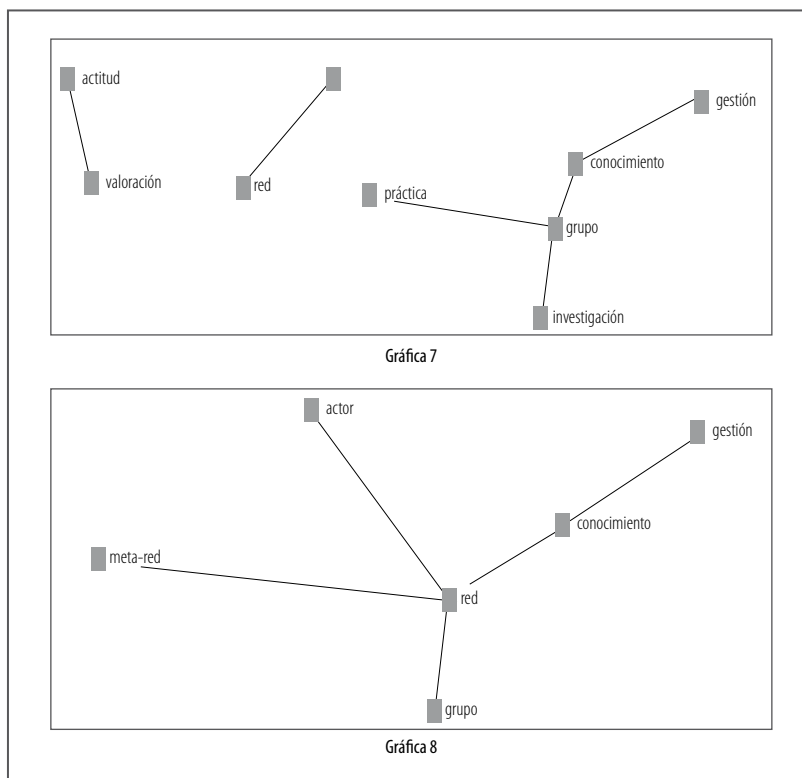 actitud
gestión
conocimiento
valoración
red
práctica
grupo
investigación
Gráfica 7
actor
gestión
conocimiento
meta-red
red
grupo
Gráfica 8